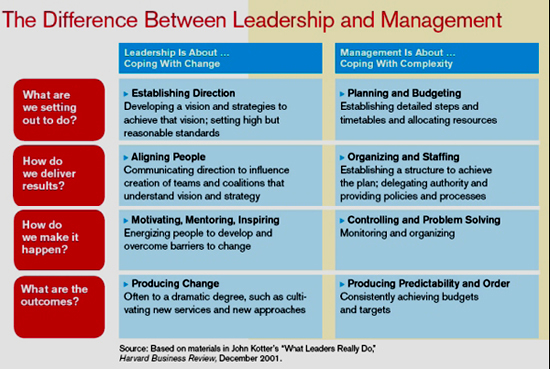 The Difference Between Leadership and Management
Leadership Is About ...
Coping With Change
Management Is About ...
Coping With Complexity
What are
we setting
out to do?
▸ Establishing Direction
Developing a vision and strategies to
achieve that vision; setting high but
reasonable standards
▸ Planning and Budgeting
Establishing detailed steps and
timetables and allocating resources
How do
we deliver
results?
▸ Aligning People
Communicating direction to influence
creation of teams and coalitions that
understand vision and strategy
▸ Organizing and Staffing
Establishing a structure to achieve
the plan; delegating authority and
providing policies and processes
How do
we make it
happen?
▸ Motivating, Mentoring, Inspiring
Energizing people to develop and
overcome barriers to change
▸ Controlling and Problem Solving
Monitoring and organizing
What are the
outcomes?
▸ Producing Change
Often to a dramatic degree, such as culti-
vating new services and new approaches
▸ Producing Predictability and Order
Consistently achieving budgets
and targets
Source: Based on materials in John Kotter's "What Leaders Really Do,"
Harvard Business Review, December 2001.